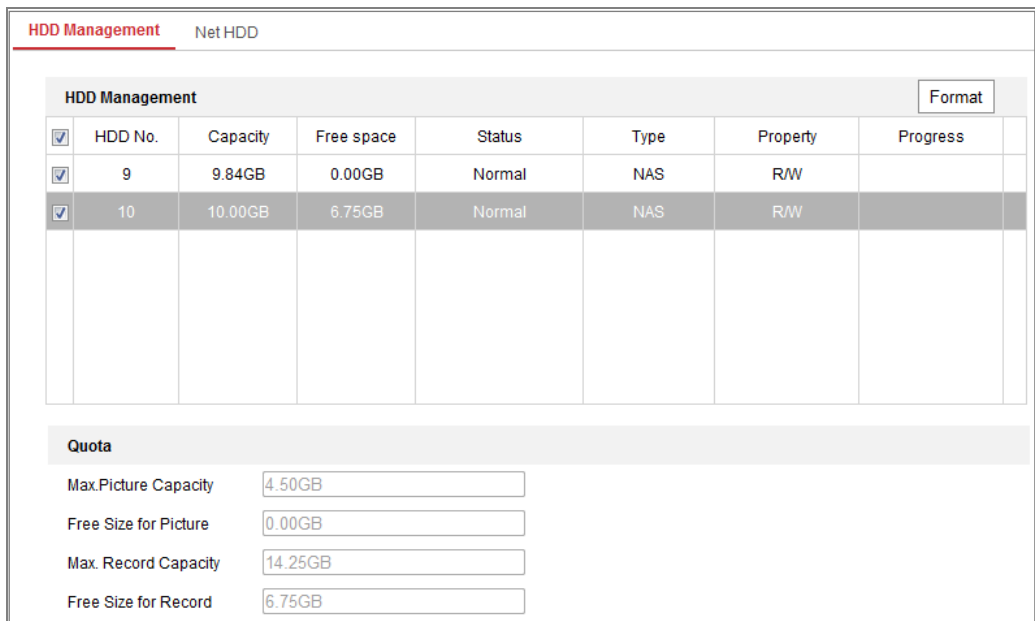 HDD Management Net HDD
HDD Management Format
HDD No. Capacity Free space Status Type Property Progress
9 9.84GB 0.00GB Normal NAS R/W
10 10.00GB 6.75GB Normal NAS R/W
Quota
Max.Picture Capacity 4.50GB
Free Size for Picture 0.00GB
Max. Record Capacity 14.25GB
Free Size for Record 6.75GB